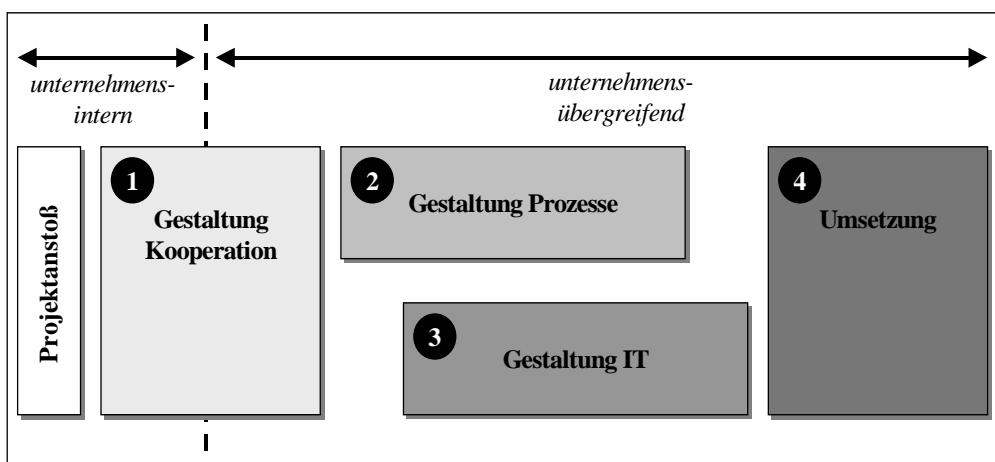 unternehmens-
intern
unternehmens-
übergreifend
Projektanstoß
1
Gestaltung
Kooperation
2
Gestaltung Prozesse
3
Gestaltung IT
4
Umsetzung